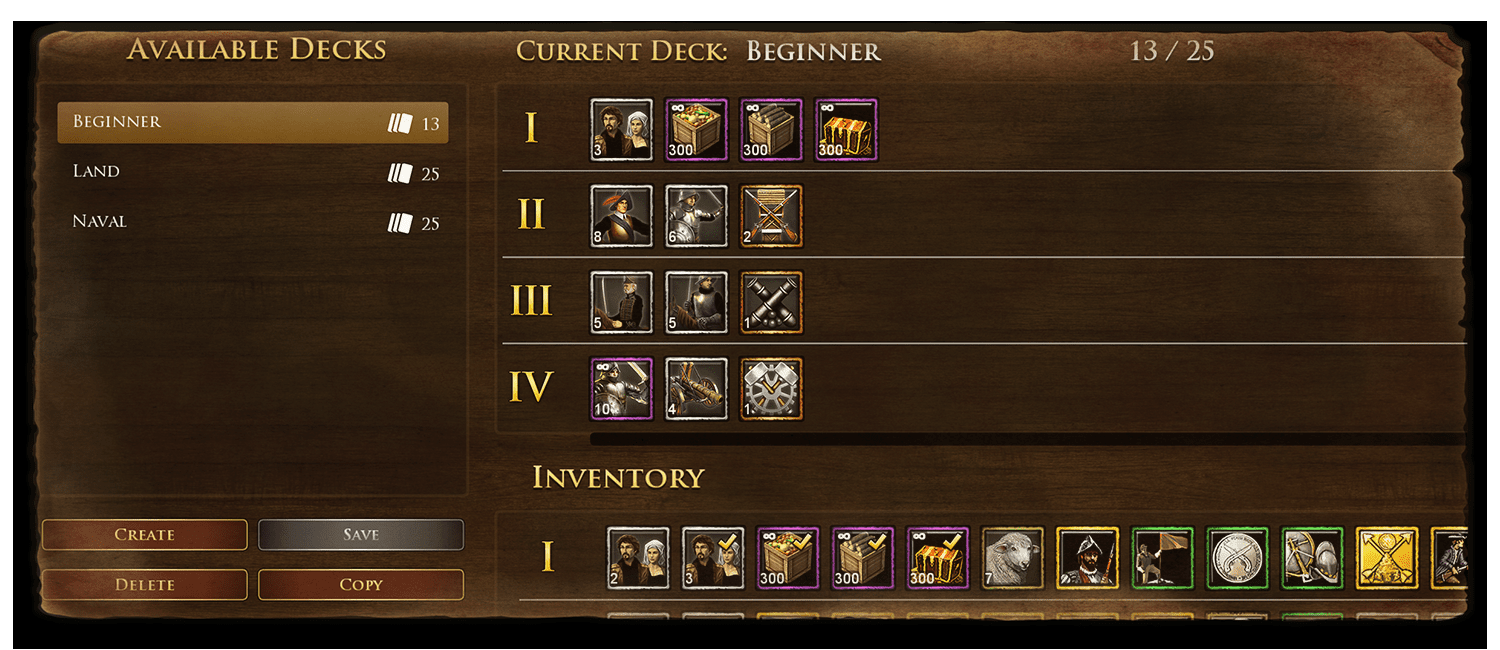 Available Decks
Current Deck: Beginner
13 / 25
Beginner 13
Land 25
Naval 25
I
3
∞ 300
∞ 300
∞ 300
II
8
6
2
III
5
5
1
IV
∞ 10
4
1
Create
Save
Delete
Copy
Inventory
I
2
3
∞ 300
∞ 300
∞ 300
7